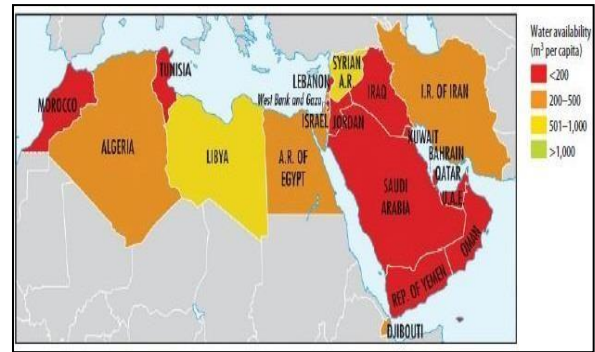 Water availability
(m³ per capita)
<200
200–500
501–1,000
>1,000
TUNISIA
SYRIAN
A.R
LEBANON
West Bank and Gaza
IRAQ
I.R. OF IRAN
MOROCCO
ISRAEL
JORDAN
ALGERIA
LIBYA
A.R. OF
EGYPT
KUWAIT
BAHRAIN
QATAR
U.A.E
SAUDI
ARABIA
OMAN
REP. OF YEMEN
DJIBOUTI